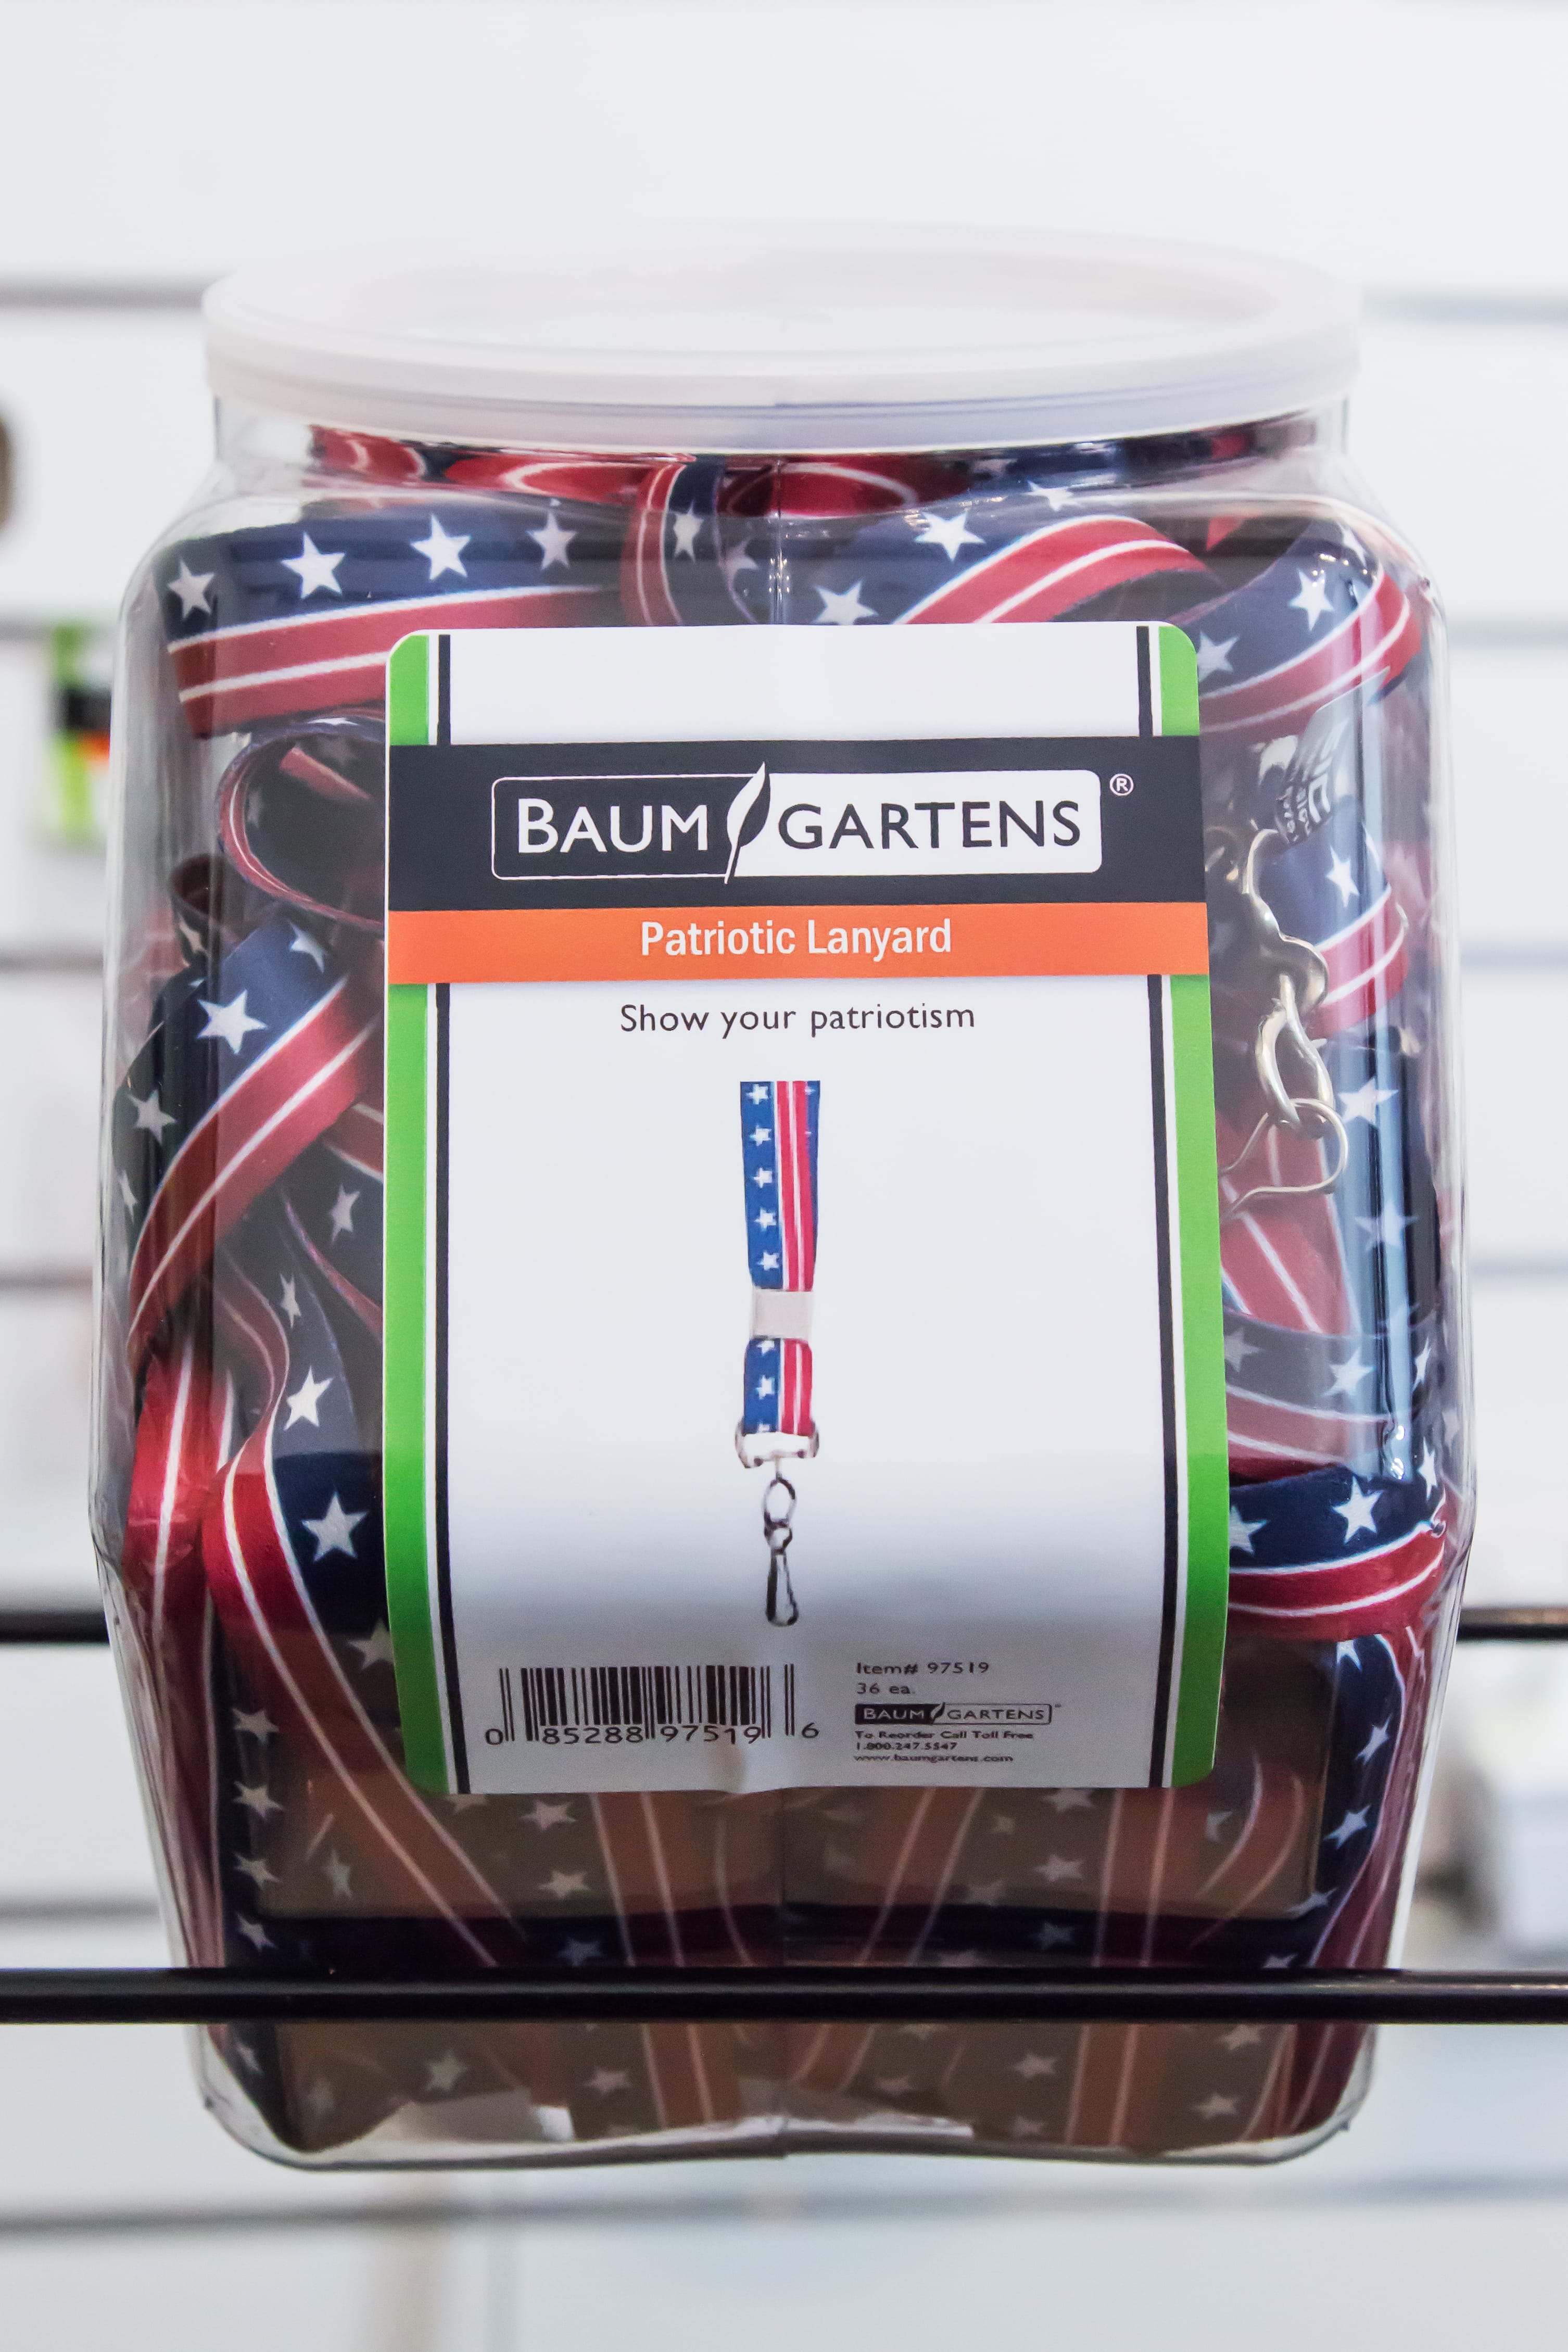 BAUM GARTENS®
Patriotic Lanyard
Show your patriotism
0 85288 97519 6
Item# 97519
36 ea.
BAUM GARTENS
To Reorder Call Toll Free
1.800.247.5547
www.baumgartens.com